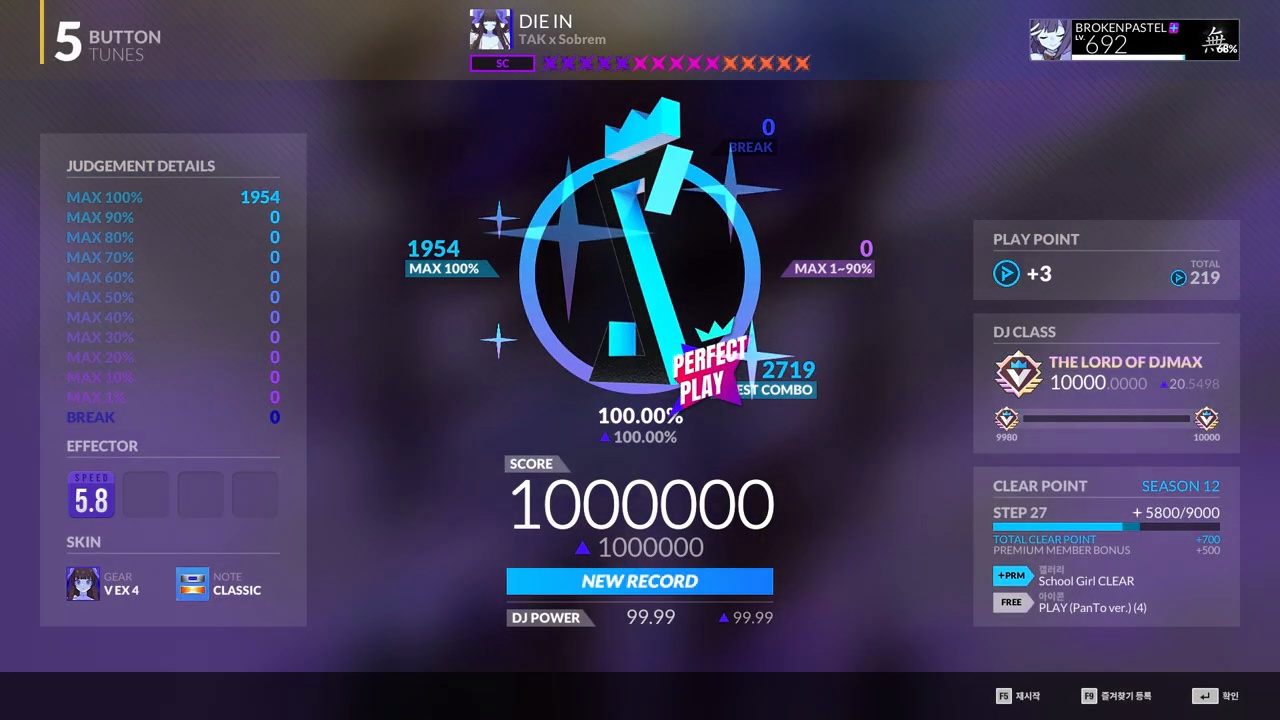 5 BUTTON
TUNES
DIE IN
TAK x Sobrem
SC
BROKENPASTEL
LV. 692
無
68%
JUDGEMENT DETAILS
MAX 100% 1954
MAX 90% 0
MAX 80% 0
MAX 70% 0
MAX 60% 0
MAX 50% 0
MAX 40% 0
MAX 30% 0
MAX 20% 0
MAX 10% 0
MAX 1% 0
BREAK 0
EFFECTOR
SPEED
5.8
SKIN
GEAR
V EX 4
NOTE
CLASSIC
0
BREAK
1954
MAX 100%
0
MAX 1~90%
PERFECT
PLAY
2719
EST COMBO
100.00%
▲ 100.00%
SCORE
1000000
▲ 1000000
NEW RECORD
DJ POWER 99.99 ▲ 99.99
PLAY POINT
+3
TOTAL
219
DJ CLASS
THE LORD OF DJMAX
10000.0000 ▲20.5498
9980 10000
CLEAR POINT SEASON 12
STEP 27 + 5800/9000
TOTAL CLEAR POINT +700
PREMIUM MEMBER BONUS +500
+PRM 갤러리
School Girl CLEAR
FREE 아이콘
PLAY (PanTo ver.) (4)
F5 재시작 F9 즐겨찾기 등록 ↵ 확인